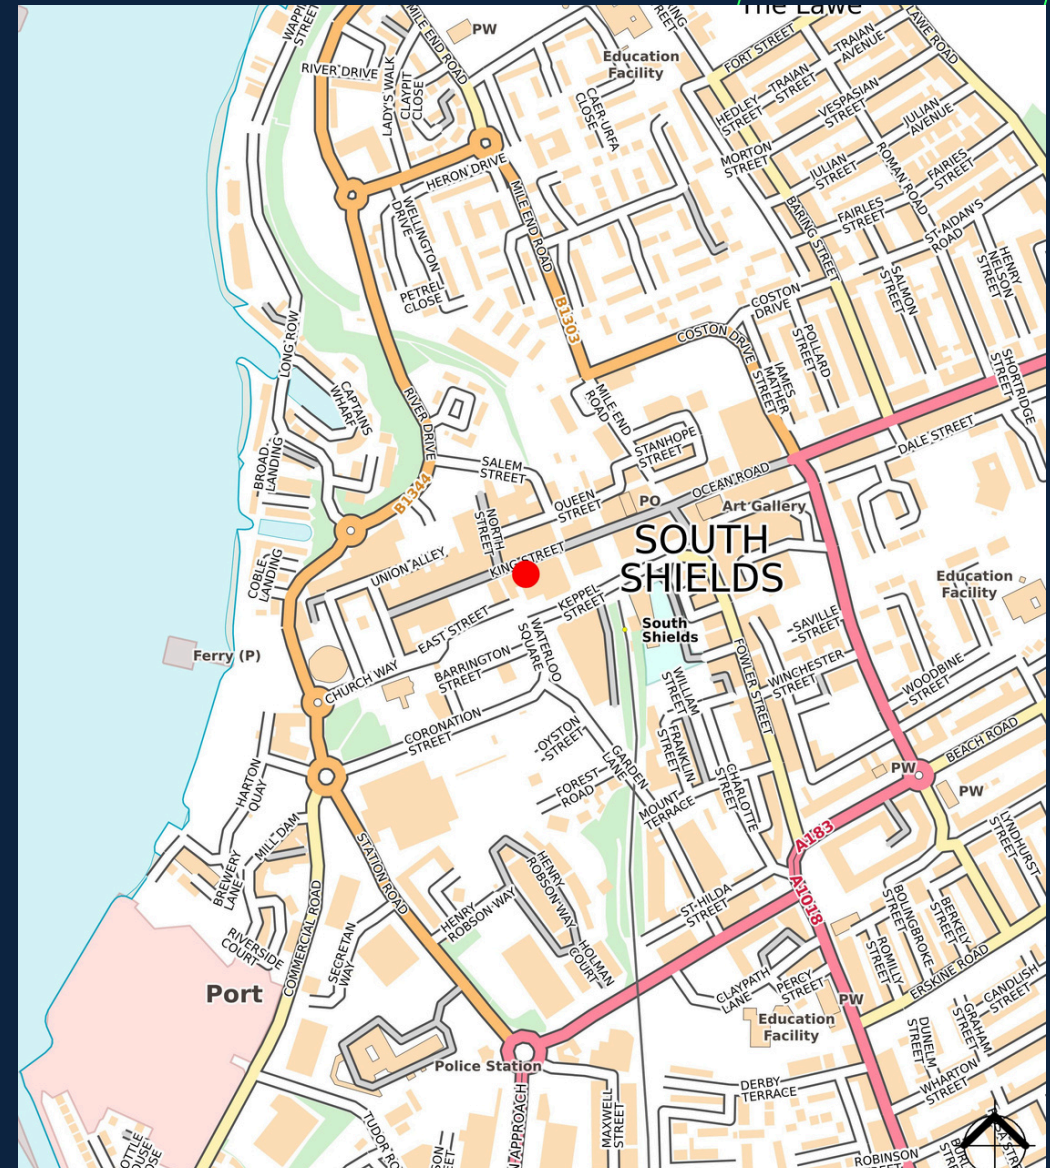 The Lawe
WAPPI
STREET
MILE END ROAD
PW
Education
Facility
ING
STREET
FORT STREET
TRAIAN
AVENUE
LAWE ROAD
RIVER DRIVE
LADY'S WALK
CLAYPIT
CLOSE
CAER-URFA
CLOSE
HEDLEY
STREET
TRAIAN
STREET
VESPASIAN
STREET
JULIAN
AVENUE
MORTON
STREET
JULIAN
STREET
ROMAN ROAD
FAIRIES
STREET
HERON DRIVE
MILE END ROAD
WELLINGTON
DRIVE
BARING STREET
FAIRLES
STREET
ST-AIDAN'S
ROAD
HENRY
NELSON
STREET
PETREL
CLOSE
B1303
COSTON
DRIVE
SALMON
STREET
LONG ROW
COSTON DRIVE
POLLARD
STREET
JAMES
MATHER
STREET
SHORTRIDGE
STREET
CAPTAINS
WHARF
RIVER DRIVE
MILE-END
ROAD
STANHOPE
STREET
DALE STREET
BROAD
LANDING
SALEM
STREET
B1344
QUEEN
STREET
PO
OCEAN ROAD
Art Gallery
NORTH
STREET
KING STREET
UNION ALLEY
SOUTH
SHIELDS
COBLE
LANDING
KEPPEL
STREET
EAST STREET
Education
Facility
South
Shields
SAVILLE
STREET
Ferry (P)
CHURCH WAY
BARRINGTON
STREET
WATERLOO
SQUARE
WILLIAM
STREET
FOWLER STREET
WINCHESTER
STREET
WOODBINE
STREET
CORONATION
STREET
OYSTON
STREET
FRANKLIN
STREET
GARDEN
LANE
BEACH ROAD
HARTON
QUAY
FOREST
ROAD
MOUNT
TERRACE
CHARLOTTE
STREET
PW
PW
MILL DAM
STATION ROAD
A183
LYNDHURST
STREET
BREWERY
LANE
HENRY
ROBSON-WAY
A1018
HENRY
ROBSON-WAY
ST-HILDA
STREET
BOLINGBROKE
STREET
BERKELY
STREET
RIVERSIDE
COURT
COMMERCIAL ROAD
SECRETAN
WAY
HOLMAN
COURT
ROMILLY
STREET
ERSKINE ROAD
CANDLISH
STREET
Port
CLAYPATH
LANE
PERCY
STREET
PW
Education
Facility
DUNELM
STREET
GRAHAM
STREET
Police Station
WHARTON
STREET
DERBY
TERRACE
N APPROACH
MAXWELL
STREET
TUDOR RO
ROBINSON